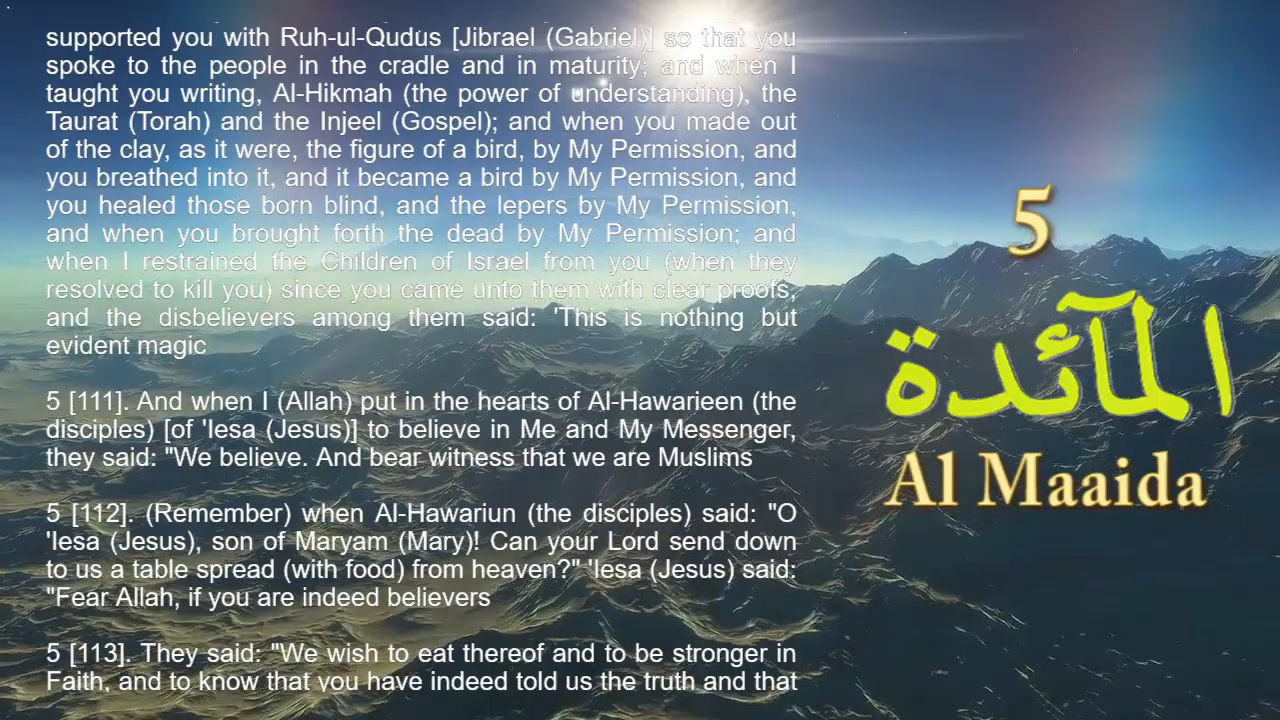 supported you with Ruh-ul-Qudus [Jibrael (Gabriel)] so that you
spoke to the people in the cradle and in maturity; and when I
taught you writing, Al-Hikmah (the power of understanding), the
Taurat (Torah) and the Injeel (Gospel); and when you made out
of the clay, as it were, the figure of a bird, by My Permission, and
you breathed into it, and it became a bird by My Permission, and
you healed those born blind, and the lepers by My Permission,
and when you brought forth the dead by My Permission; and
when I restrained the Children of Israel from you (when they
resolved to kill you) since you came unto them with clear proofs,
and the disbelievers among them said: 'This is nothing but
evident magic
5 [111]. And when I (Allah) put in the hearts of Al-Hawarieen (the
disciples) [of 'Iesa (Jesus)] to believe in Me and My Messenger,
they said: "We believe. And bear witness that we are Muslims
5 [112]. (Remember) when Al-Hawariun (the disciples) said: "O
'Iesa (Jesus), son of Maryam (Mary)! Can your Lord send down
to us a table spread (with food) from heaven?" 'Iesa (Jesus) said:
"Fear Allah, if you are indeed believers
5 [113]. They said: "We wish to eat thereof and to be stronger in
Faith, and to know that you have indeed told us the truth and that
5
المآئدة
Al Maaida